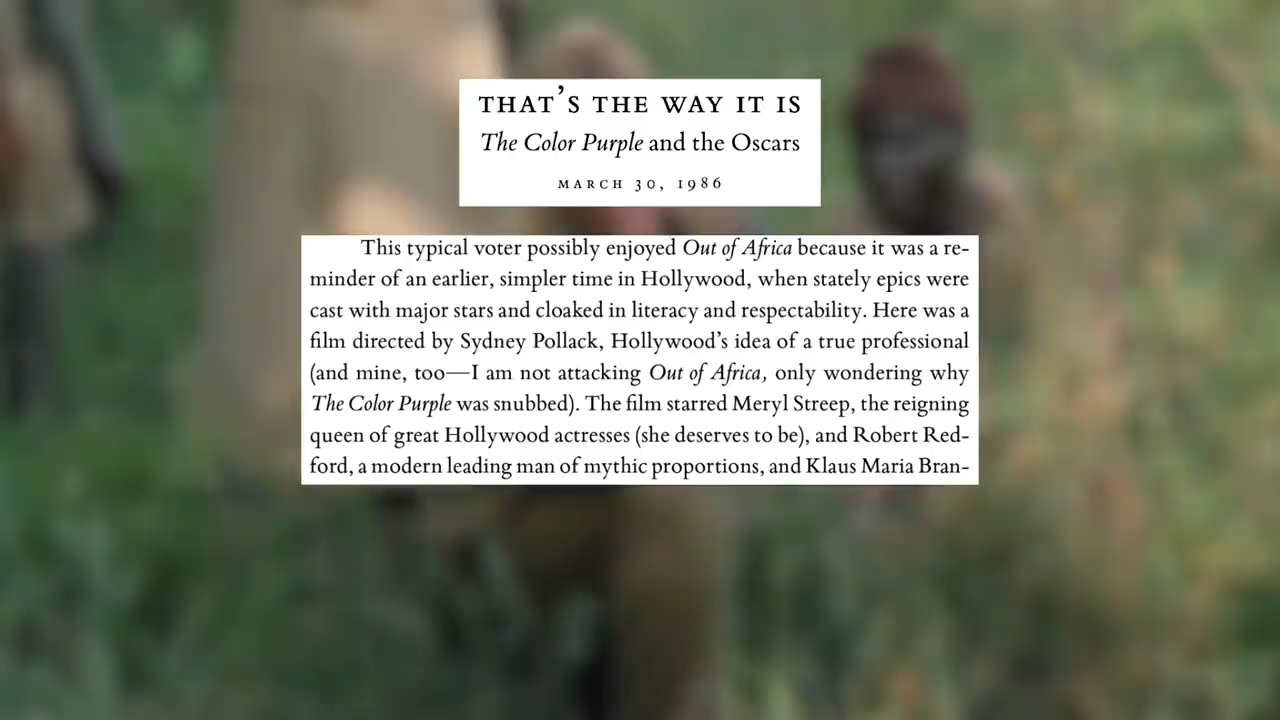 THAT'S THE WAY IT IS
The Color Purple and the Oscars
MARCH 30, 1986
This typical voter possibly enjoyed Out of Africa because it was a re-
minder of an earlier, simpler time in Hollywood, when stately epics were
cast with major stars and cloaked in literacy and respectability. Here was a
film directed by Sydney Pollack, Hollywood's idea of a true professional
(and mine, too—I am not attacking Out of Africa, only wondering why
The Color Purple was snubbed). The film starred Meryl Streep, the reigning
queen of great Hollywood actresses (she deserves to be), and Robert Red-
ford, a modern leading man of mythic proportions, and Klaus Maria Bran-